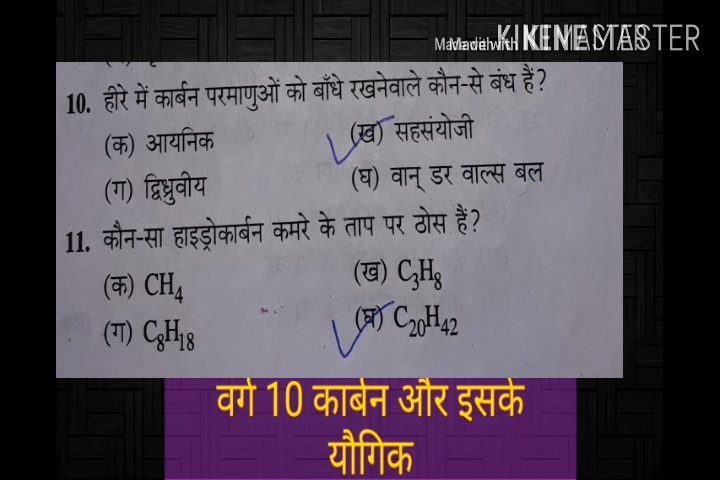 Made with KINEMASTER
10. हीरे में कार्बन परमाणुओं को बाँधे रखनेवाले कौन-से बंध हैं?
(क) आयनिक (ख) सहसंयोजी
(ग) द्विध्रुवीय (घ) वान् डर वाल्स बल
11. कौन-सा हाइड्रोकार्बन कमरे के ताप पर ठोस हैं?
(क) CH₄ (ख) C₃H₈
(ग) C₈H₁₈ (घ) C₂₀H₄₂
वर्ग 10 कार्बन और इसके
यौगिक